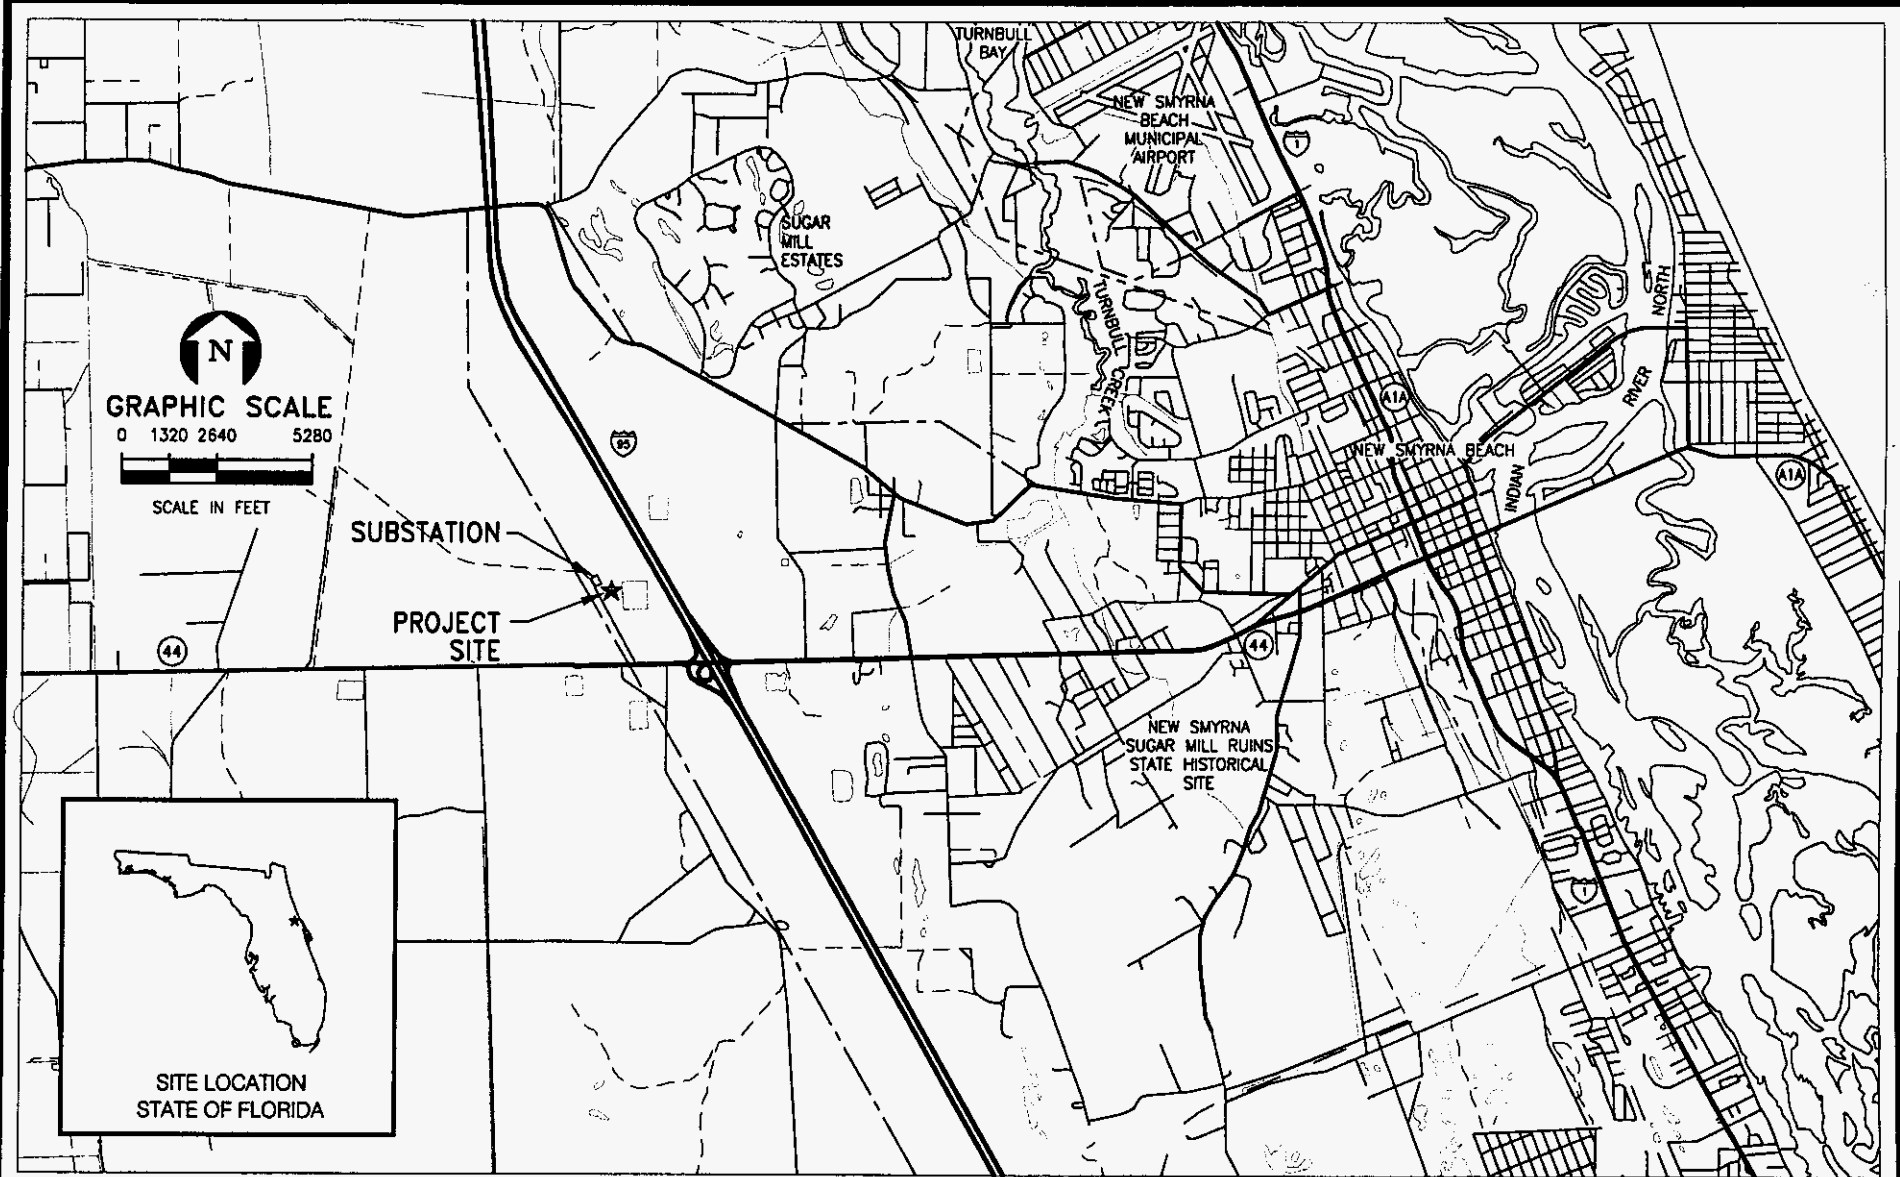 TURNBULL
BAY
NEW SMYRNA
BEACH
MUNICIPAL
AIRPORT
1
SUGAR
MILL
ESTATES
TURNBULL CREEK
NORTH
RIVER
INDIAN
N
GRAPHIC SCALE
0 1320 2640 5280
SCALE IN FEET
95
A1A
NEW SMYRNA BEACH
A1A
SUBSTATION
PROJECT
SITE
44
44
NEW SMYRNA
SUGAR MILL RUINS
STATE HISTORICAL
SITE
1
SITE LOCATION
STATE OF FLORIDA